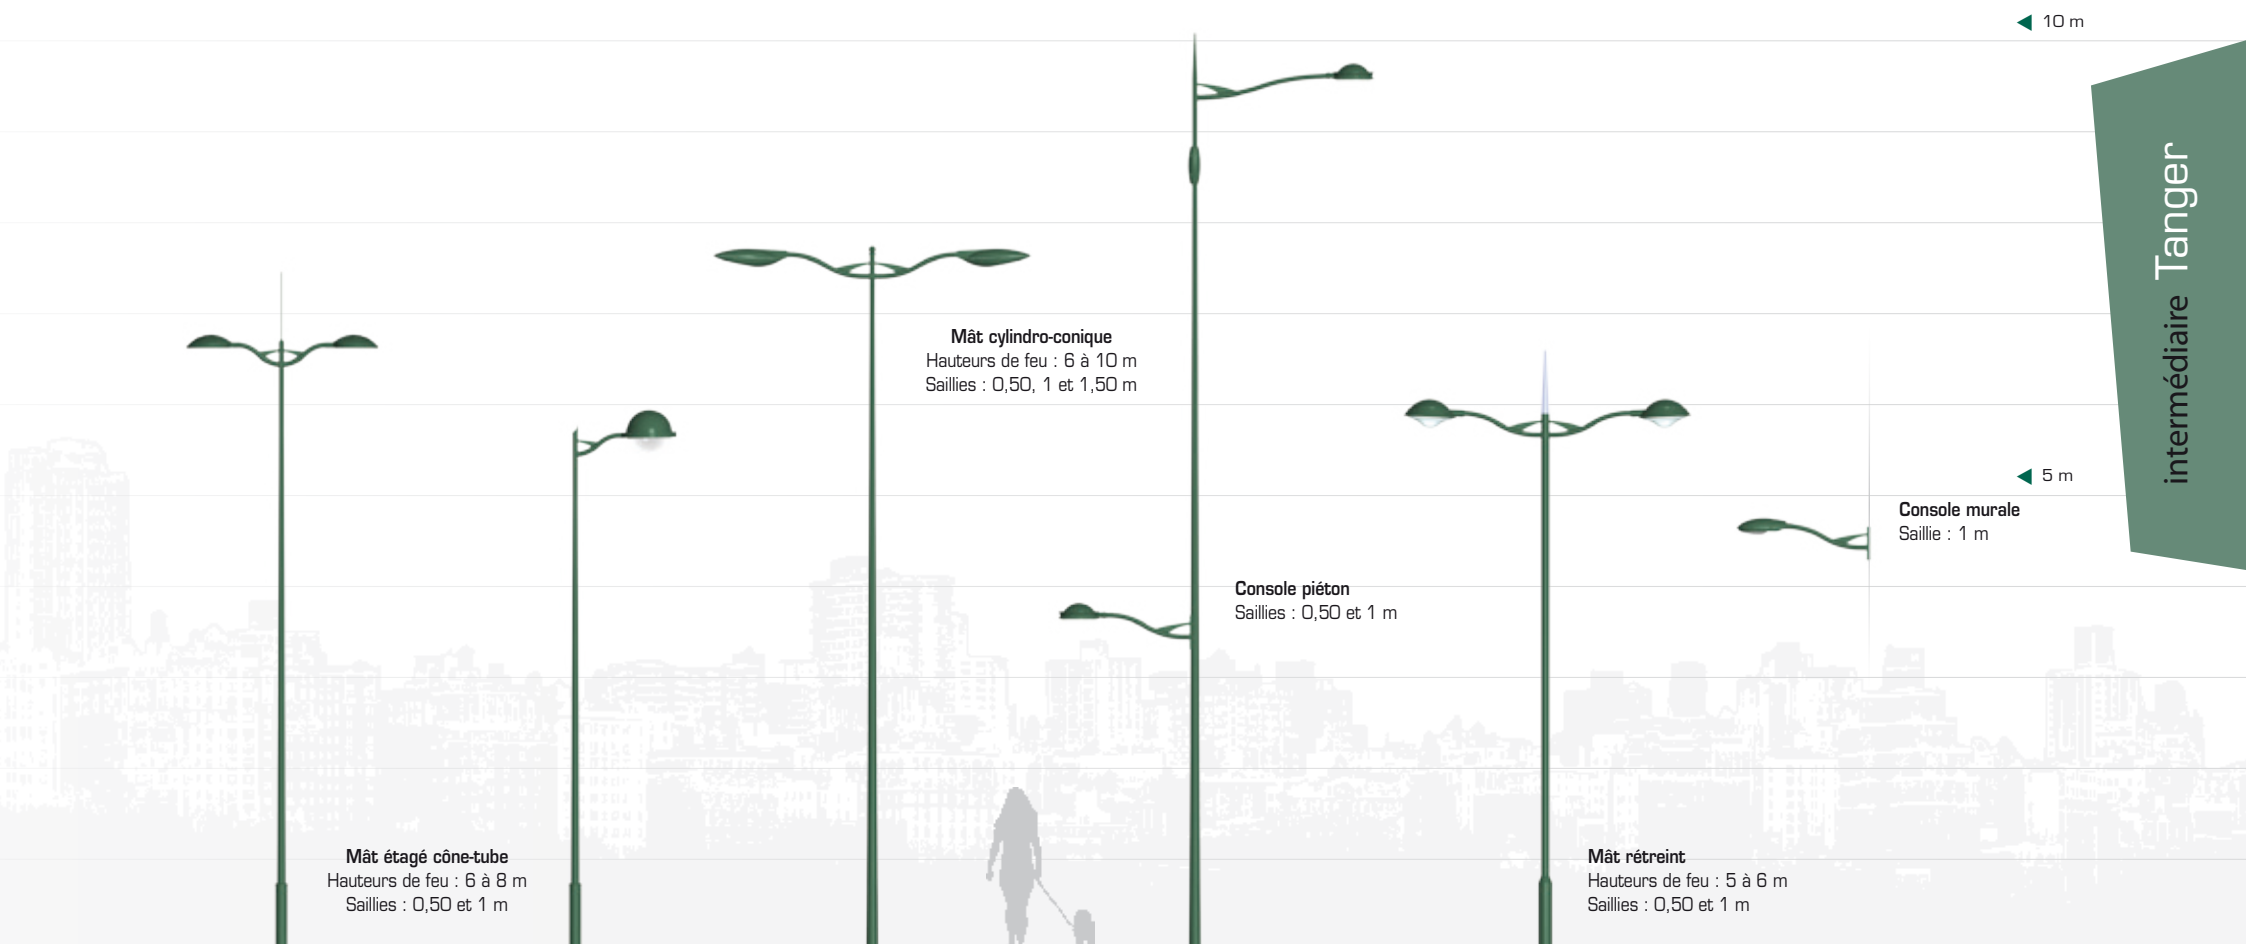 10 m
intermédiaire Tanger
Mât cylindro-conique
Hauteurs de feu : 6 à 10 m
Saillies : 0,50, 1 et 1,50 m
5 m
Console murale
Saillie : 1 m
Console piéton
Saillies : 0,50 et 1 m
Mât étagé cône-tube
Hauteurs de feu : 6 à 8 m
Saillies : 0,50 et 1 m
Mât rétreint
Hauteurs de feu : 5 à 6 m
Saillies : 0,50 et 1 m